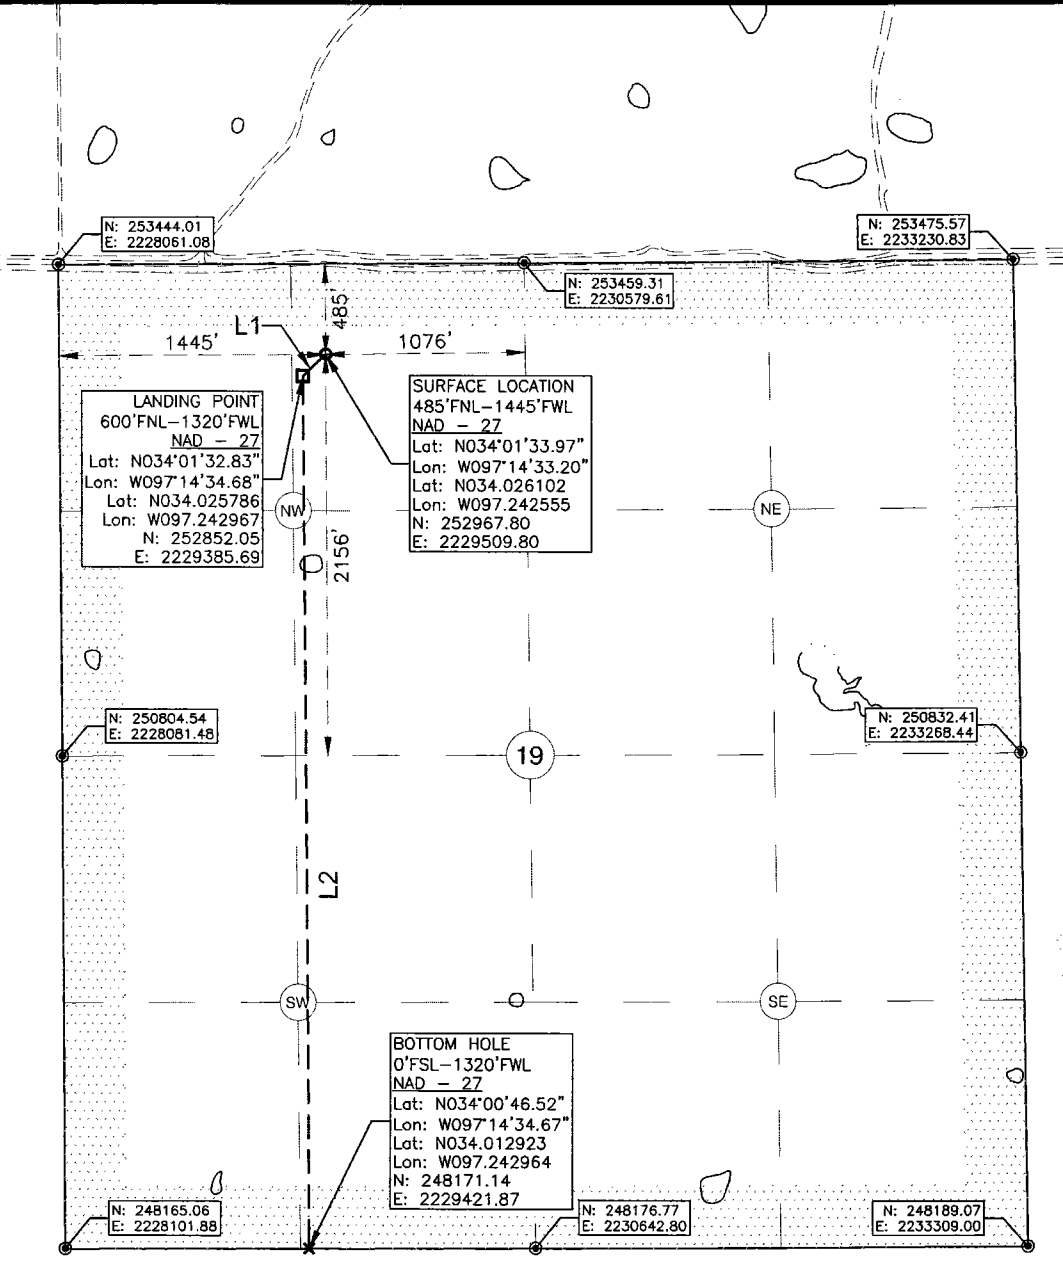 N: 253444.01
E: 2228061.08
N: 253475.57
E: 2233230.83
N: 253459.31
E: 2230579.61
485'
L1
1445'
1076'
LANDING POINT
600'FNL-1320'FWL
NAD - 27
Lat: N034°01'32.83"
Lon: W097°14'34.68"
Lat: N034.025786
Lon: W097.242967
N: 252852.05
E: 2229385.69
SURFACE LOCATION
485'FNL-1445'FWL
NAD - 27
Lat: N034°01'33.97"
Lon: W097°14'33.20"
Lat: N034.026102
Lon: W097.242555
N: 252967.80
E: 2229509.80
NW
NE
2156'
N: 250804.54
E: 2228081.48
N: 250832.41
E: 2233268.44
19
L2
SW
SE
BOTTOM HOLE
0'FSL-1320'FWL
NAD - 27
Lat: N034°00'46.52"
Lon: W097°14'34.67"
Lat: N034.012923
Lon: W097.242964
N: 248171.14
E: 2229421.87
N: 248165.06
E: 2228101.88
N: 248176.77
E: 2230642.80
N: 248189.07
E: 2233309.00